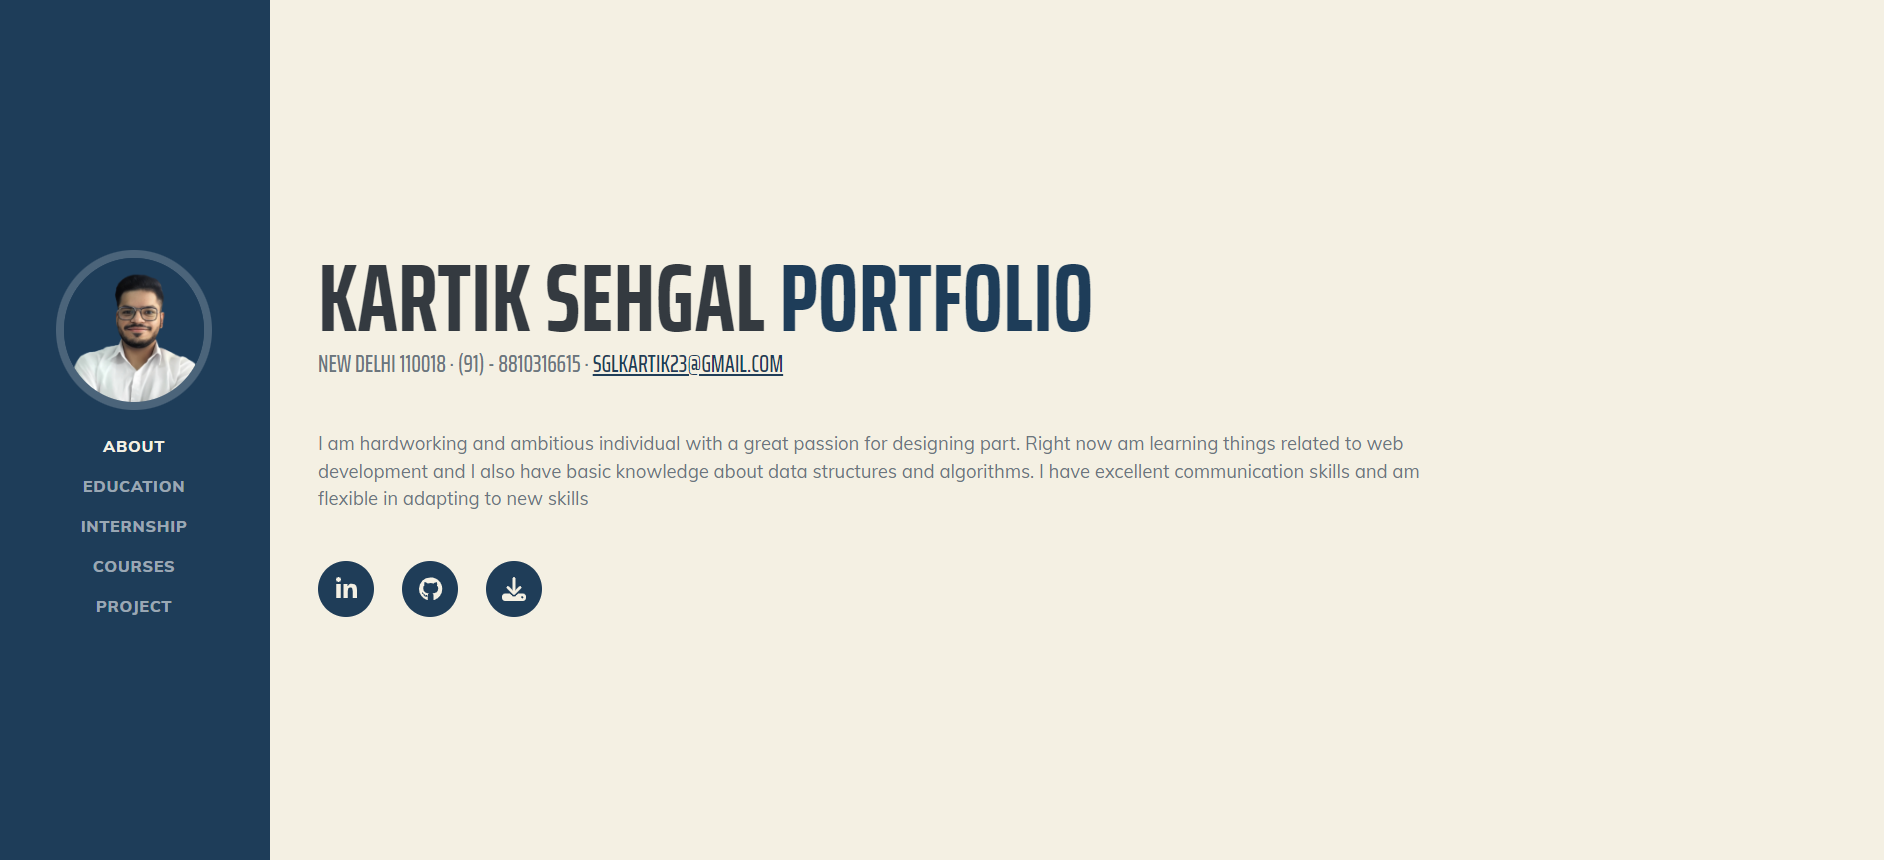 ABOUT
EDUCATION
INTERNSHIP
COURSES
PROJECT
KARTIK SEHGAL PORTFOLIO
NEW DELHI 110018 · (91) - 8810316615 · SGLKARTIK23@GMAIL.COM
I am hardworking and ambitious individual with a great passion for designing part. Right now am learning things related to web
development and I also have basic knowledge about data structures and algorithms. I have excellent communication skills and am
flexible in adapting to new skills
in